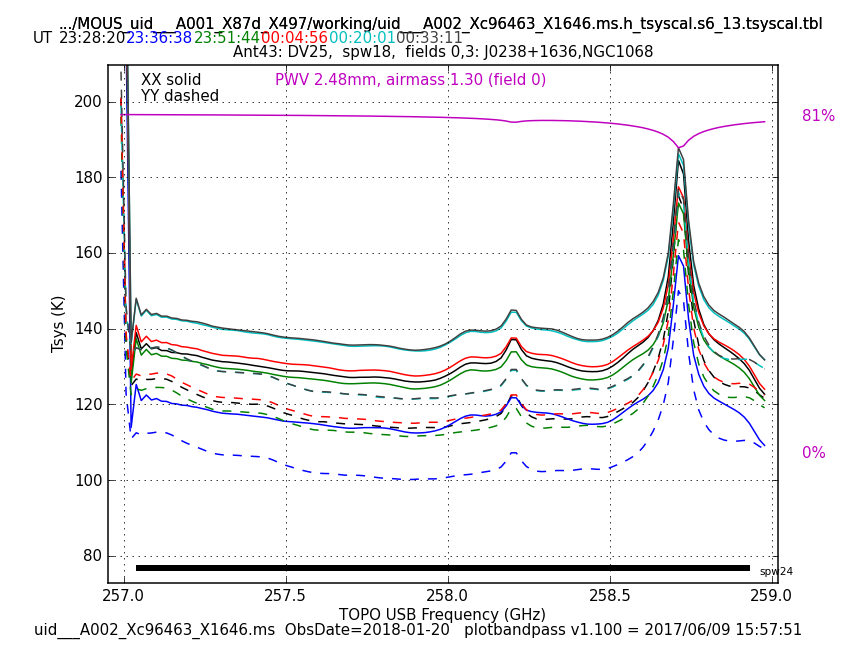 .../MOUS_uid___A001_X87d_X497/working/uid___A002_Xc96463_X1646.ms.h_tsyscal.s6_13.tsyscal.tbl
UT 23:28:20 23:36:38 23:51:44 00:04:56 00:20:01 00:33:11
Ant43: DV25, spw18, fields 0,3: J0238+1636,NGC1068
XX solid PWV 2.48mm, airmass 1.30 (field 0)
YY dashed
200
81%
180
160
Tsys (K)
140
120
100
0%
80
spw24
257.0 257.5 258.0 258.5 259.0
TOPO USB Frequency (GHz)
uid___A002_Xc96463_X1646.ms ObsDate=2018-01-20 plotbandpass v1.100 = 2017/06/09 15:57:51